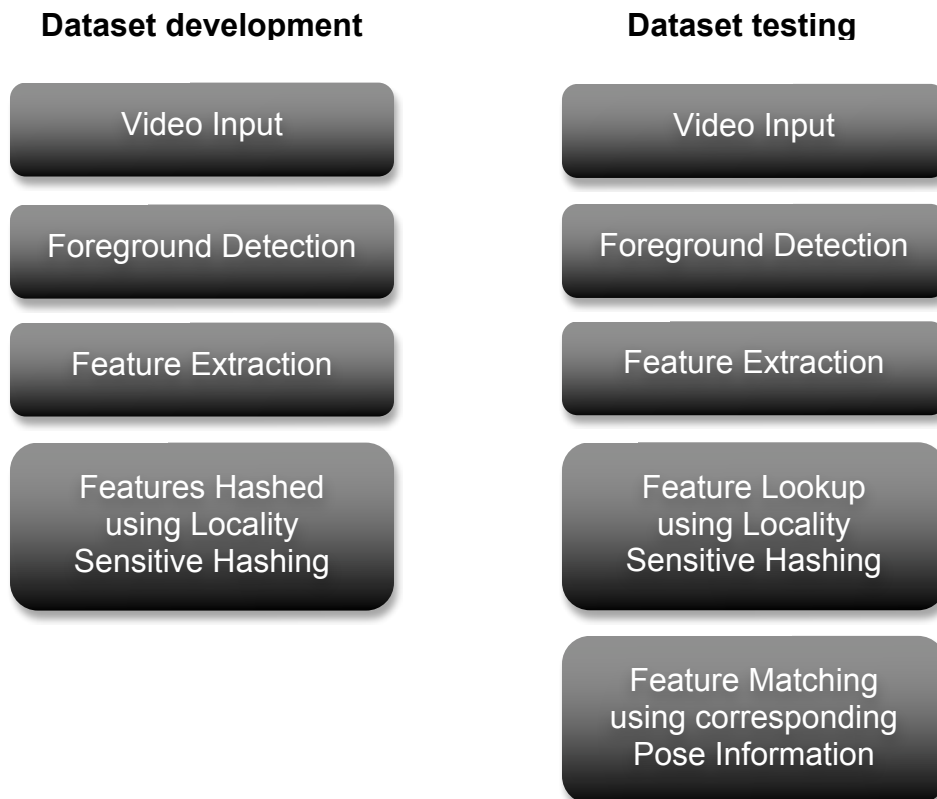 Dataset development
Video Input
Foreground Detection
Feature Extraction
Features Hashed
using Locality
Sensitive Hashing
Dataset testing
Video Input
Foreground Detection
Feature Extraction
Feature Lookup
using Locality
Sensitive Hashing
Feature Matching
using corresponding
Pose Information